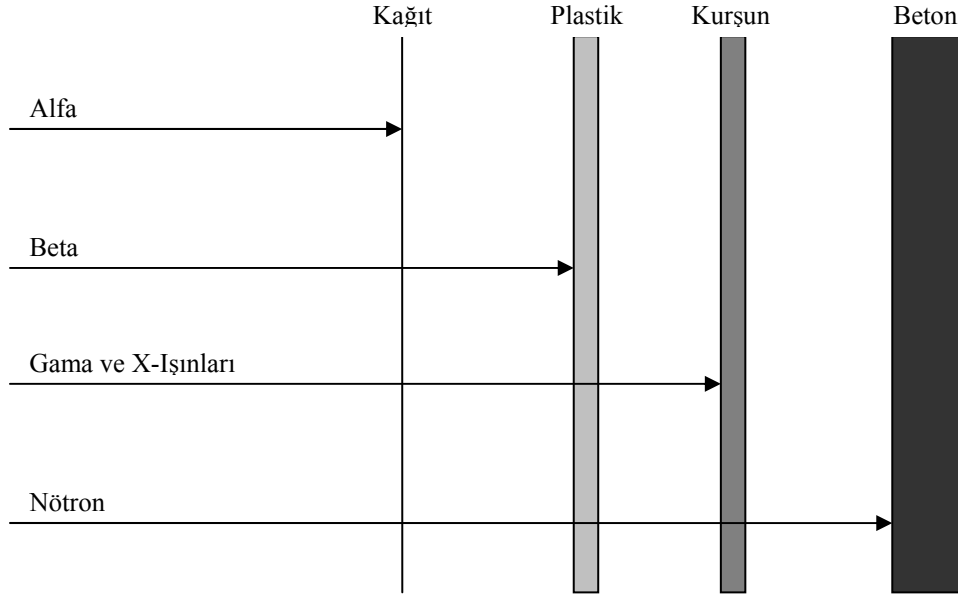 Kağıt Plastik Kurşun Beton
Alfa
Beta
Gama ve X-Işınları
Nötron